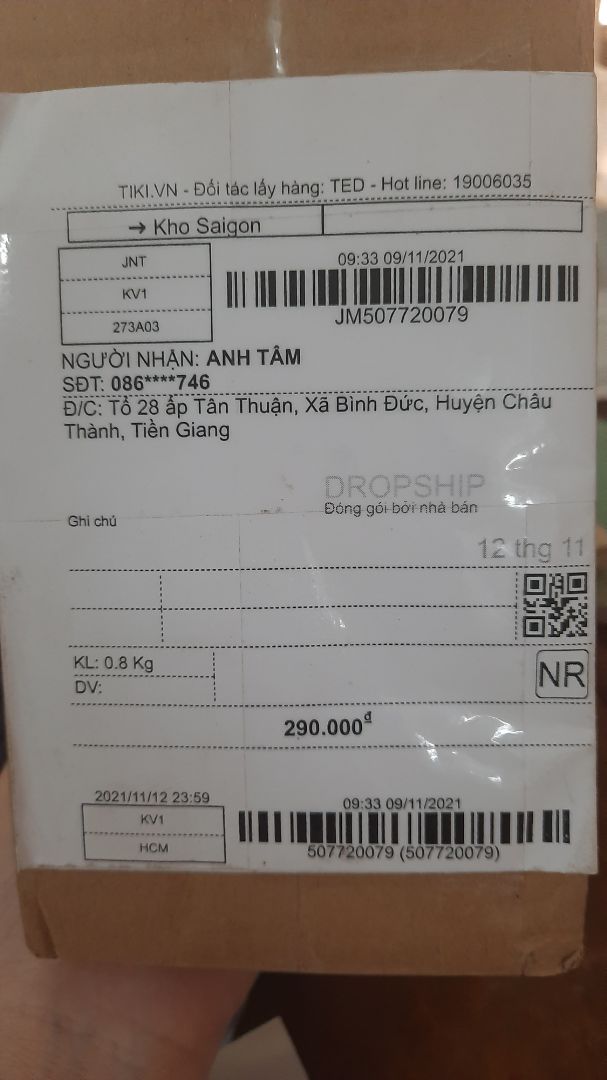 TIKI.VN - Đối tác lấy hàng: TED - Hot line: 19006035
→ Kho Saigon
JNT
KV1
273A03
09:33 09/11/2021
JM507720079
NGƯỜI NHẬN: ANH TÂM
SĐT: 086****746
Đ/C: Tổ 28 ấp Tân Thuận, Xã Bình Đức, Huyện Châu
Thành, Tiền Giang
DROPSHIP
Đóng gói bởi nhà bán
Ghi chú
12 thg 11
KL: 0.8 Kg
DV:
NR
290.000đ
2021/11/12 23:59
KV1
HCM
09:33 09/11/2021
507720079 (507720079)